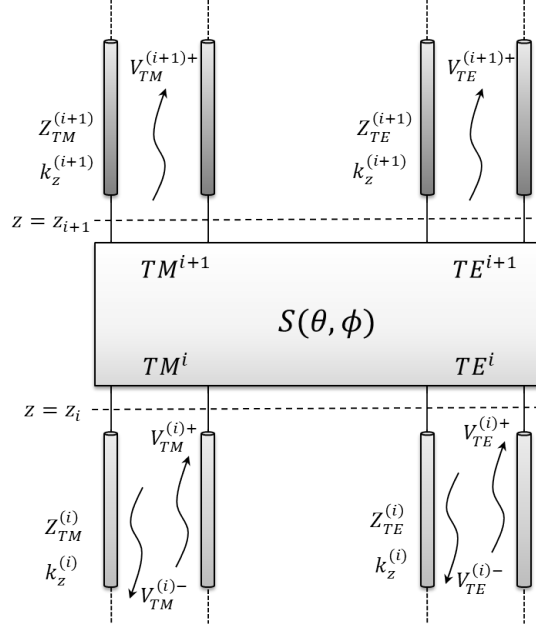 V_{TM}^{(i+1)+} V_{TE}^{(i+1)+}
Z_{TM}^{(i+1)} Z_{TE}^{(i+1)}
k_z^{(i+1)} k_z^{(i+1)}
z = z_{i+1}
TM^{i+1} TE^{i+1}
S(θ, ϕ)
TM^i TE^i
z = z_i
V_{TM}^{(i)+} V_{TE}^{(i)+}
Z_{TM}^{(i)} Z_{TE}^{(i)}
k_z^{(i)} k_z^{(i)}
V_{TM}^{(i)-} V_{TE}^{(i)-}